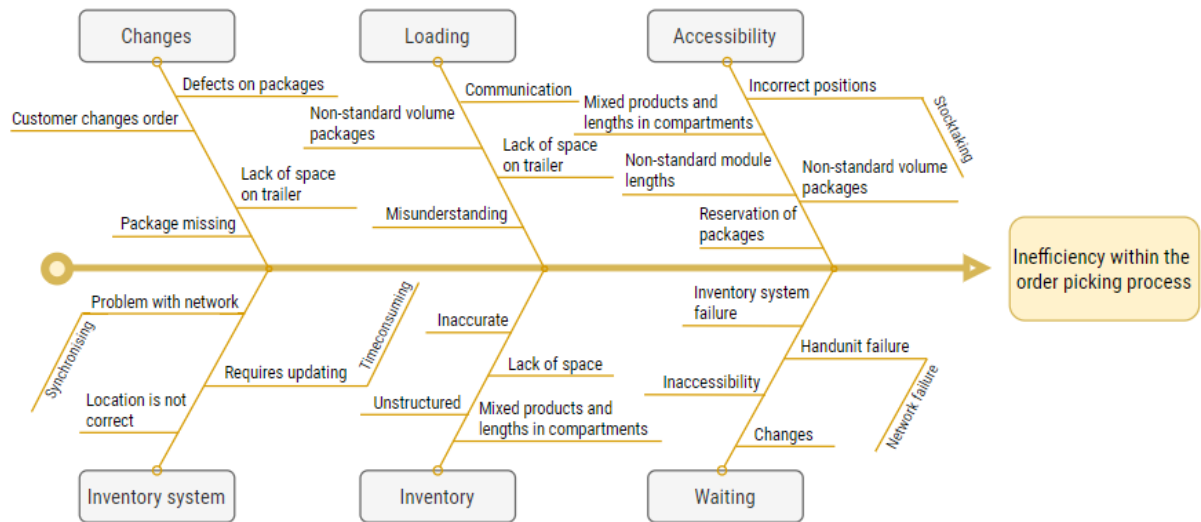 Changes
Loading
Accessibility
Defects on packages
Customer changes order
Lack of space
on trailer
Package missing
Communication
Non-standard volume
packages
Lack of space
on trailer
Misunderstanding
Incorrect positions
Stocktaking
Mixed products and
lengths in compartments
Non-standard module
lengths
Non-standard volume
packages
Reservation of
packages
Inefficiency within the
order picking process
Problem with network
Synchronising
Requires updating
Timeconsuming
Location is not
correct
Inaccurate
Lack of space
Unstructured
Mixed products and
lengths in compartments
Inventory system
failure
Handunit failure
Network failure
Inaccessibility
Changes
Inventory system
Inventory
Waiting